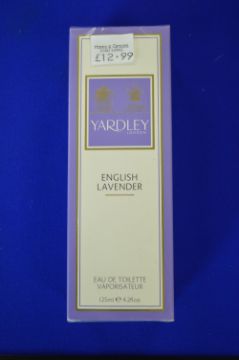 £12.99
YARDLEY
LONDON
ENGLISH
LAVENDER
EAU DE TOILETTE
VAPORISATEUR
125ml e 4.2fl.oz